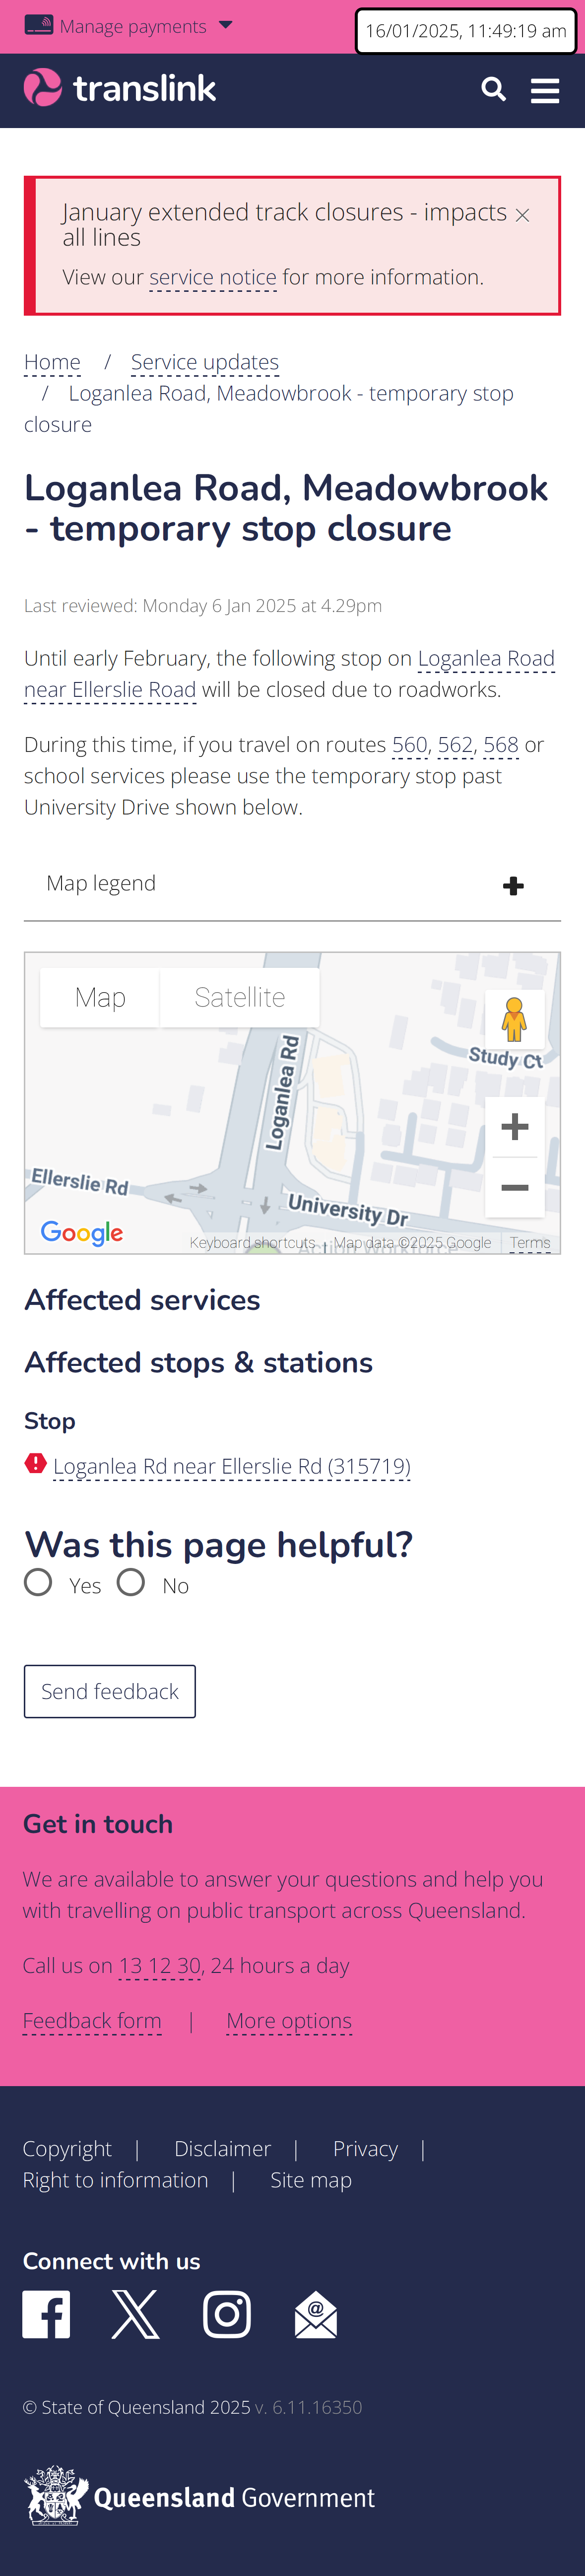 Manage payments
16/01/2025, 11:49:19 am
translink
January extended track closures - impacts
all lines
View our service notice for more information.
Home / Service updates
/ Loganlea Road, Meadowbrook - temporary stop
closure
Loganlea Road, Meadowbrook
- temporary stop closure
Last reviewed: Monday 6 Jan 2025 at 4.29pm
Until early February, the following stop on Loganlea Road
near Ellerslie Road will be closed due to roadworks.
During this time, if you travel on routes 560, 562, 568 or
school services please use the temporary stop past
University Drive shown below.
Map legend
Map
Satellite
Study Ct
Loganlea Rd
Ellerslie Rd
University Dr
Google
Keyboard shortcuts
Map data ©2025 Google
Terms
Affected services
Affected stops & stations
Stop
Loganlea Rd near Ellerslie Rd (315719)
Was this page helpful?
Yes No
Send feedback
Get in touch
We are available to answer your questions and help you
with travelling on public transport across Queensland.
Call us on 13 12 30, 24 hours a day
Feedback form | More options
Copyright | Disclaimer | Privacy |
Right to information | Site map
Connect with us
© State of Queensland 2025 v. 6.11.16350
Queensland Government